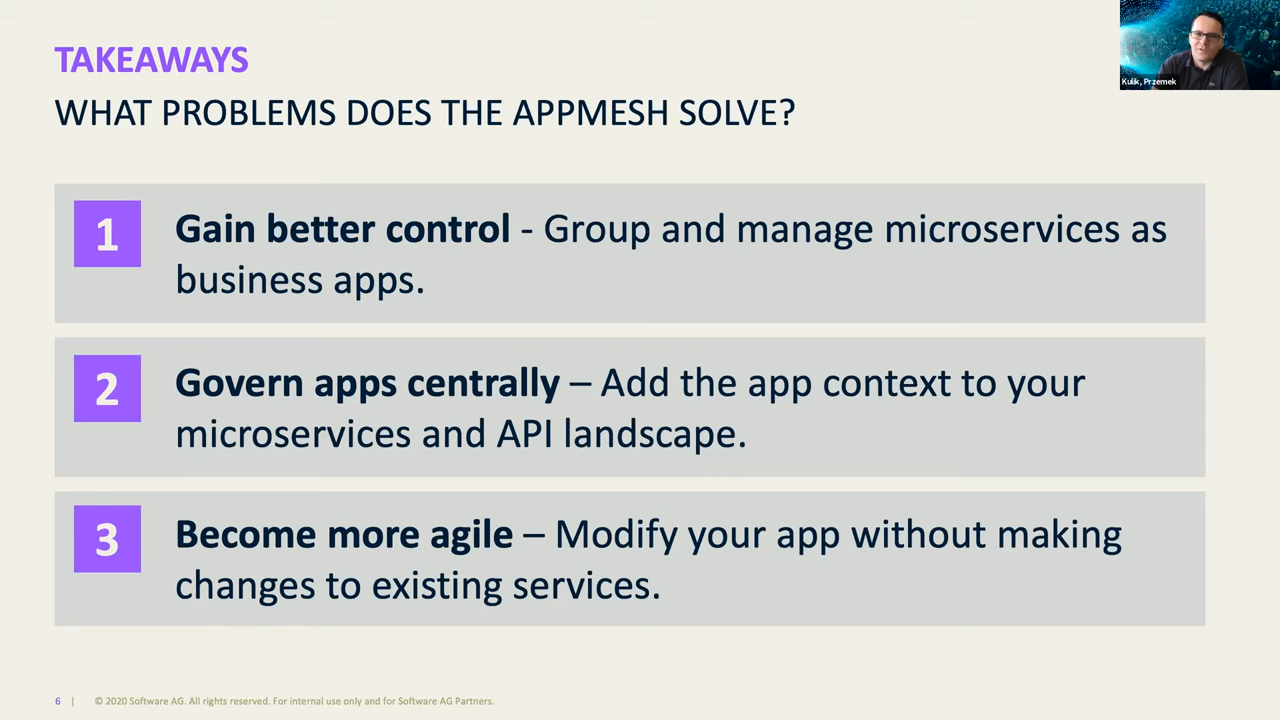 TAKEAWAYS
WHAT PROBLEMS DOES THE APPMESH SOLVE?
Kulik, Przemek
1
Gain better control - Group and manage microservices as
business apps.
2
Govern apps centrally – Add the app context to your
microservices and API landscape.
3
Become more agile – Modify your app without making
changes to existing services.
6 | © 2020 Software AG. All rights reserved. For internal use only and for Software AG Partners.